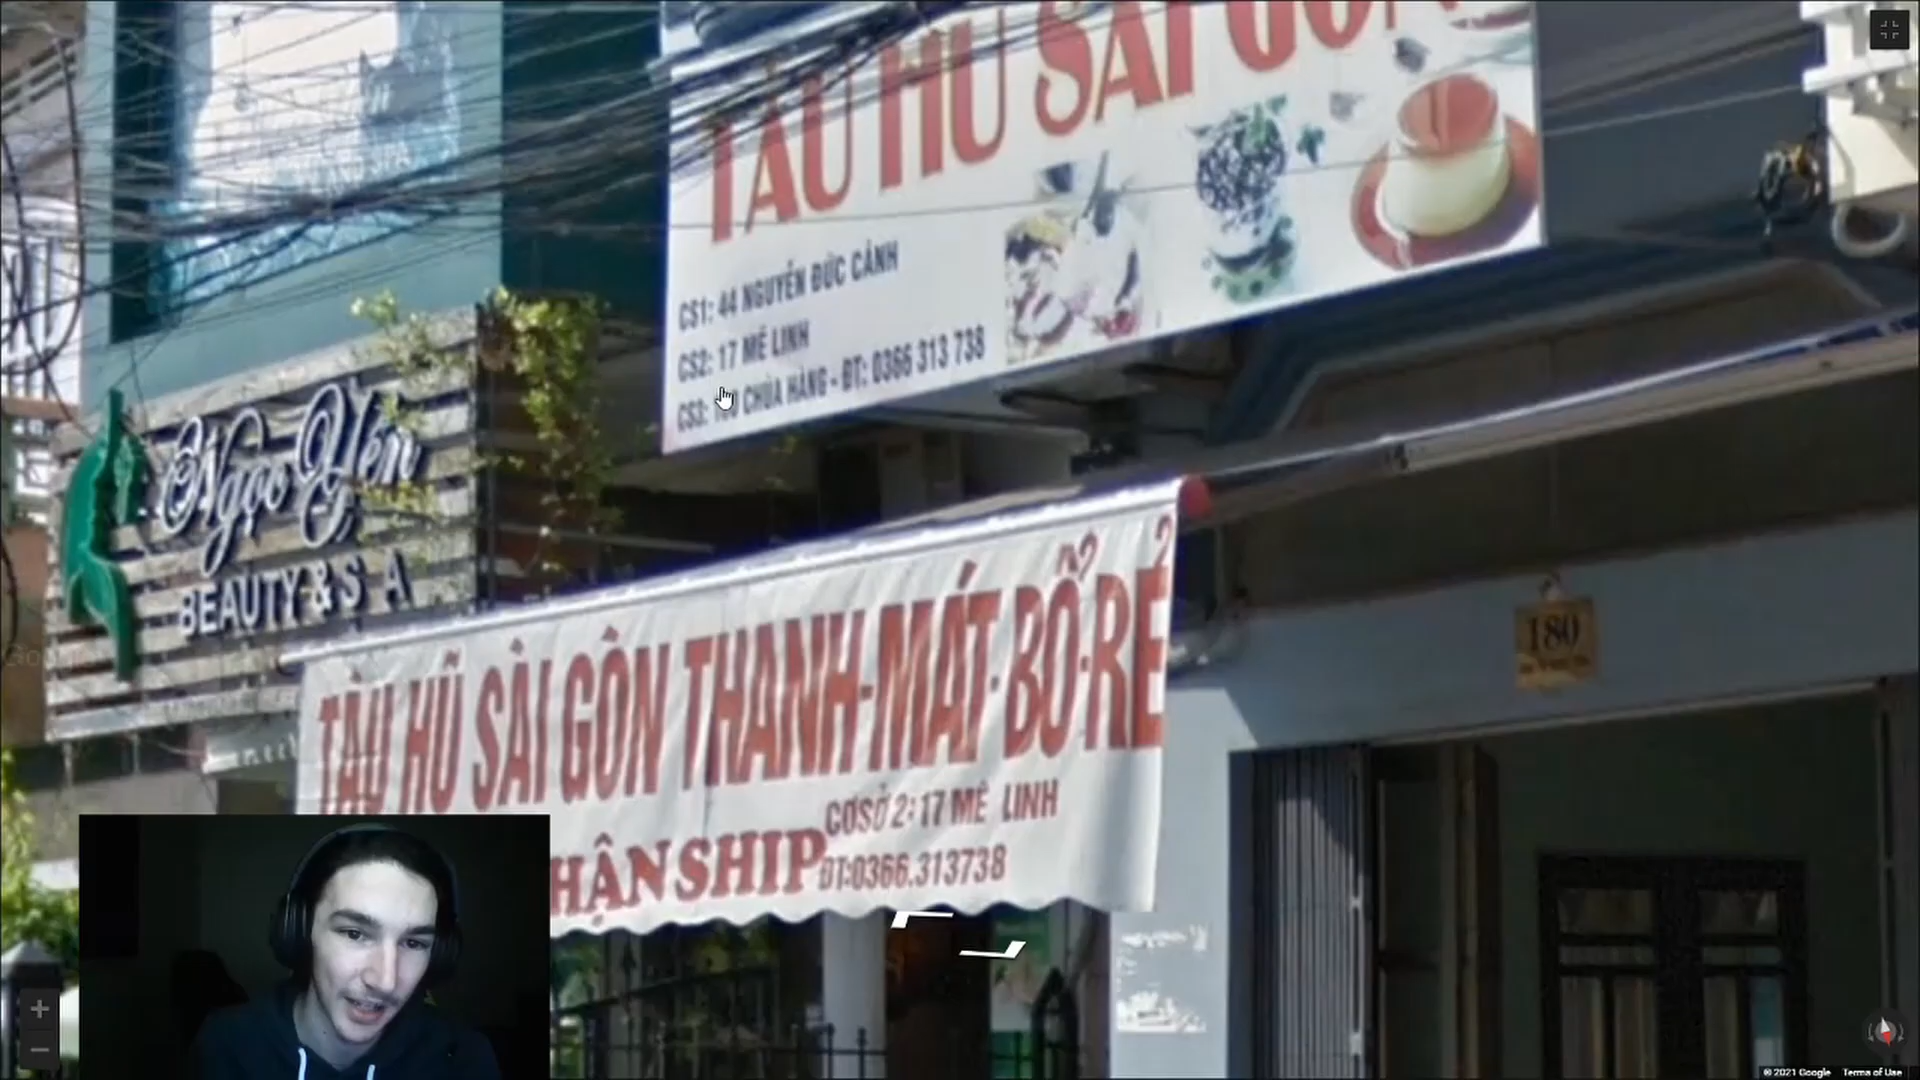 TÀU HŨ SÀI GÒN
CS1: 44 NGUYỄN ĐỨC CẢNH
CS2: 17 MÊ LINH
CS3: CHÙA HÀNG - ĐT: 0366 313 738
Ngọc Yến
BEAUTY & S A
TÀU HŨ SÀI GÒN THANH-MÁT-BỔ-RẺ
CƠSỞ 2:17 MÊ LINH
HẬN SHIP
ĐT:0366.313738
180
SPA
© 2021 Google
Terms of Use